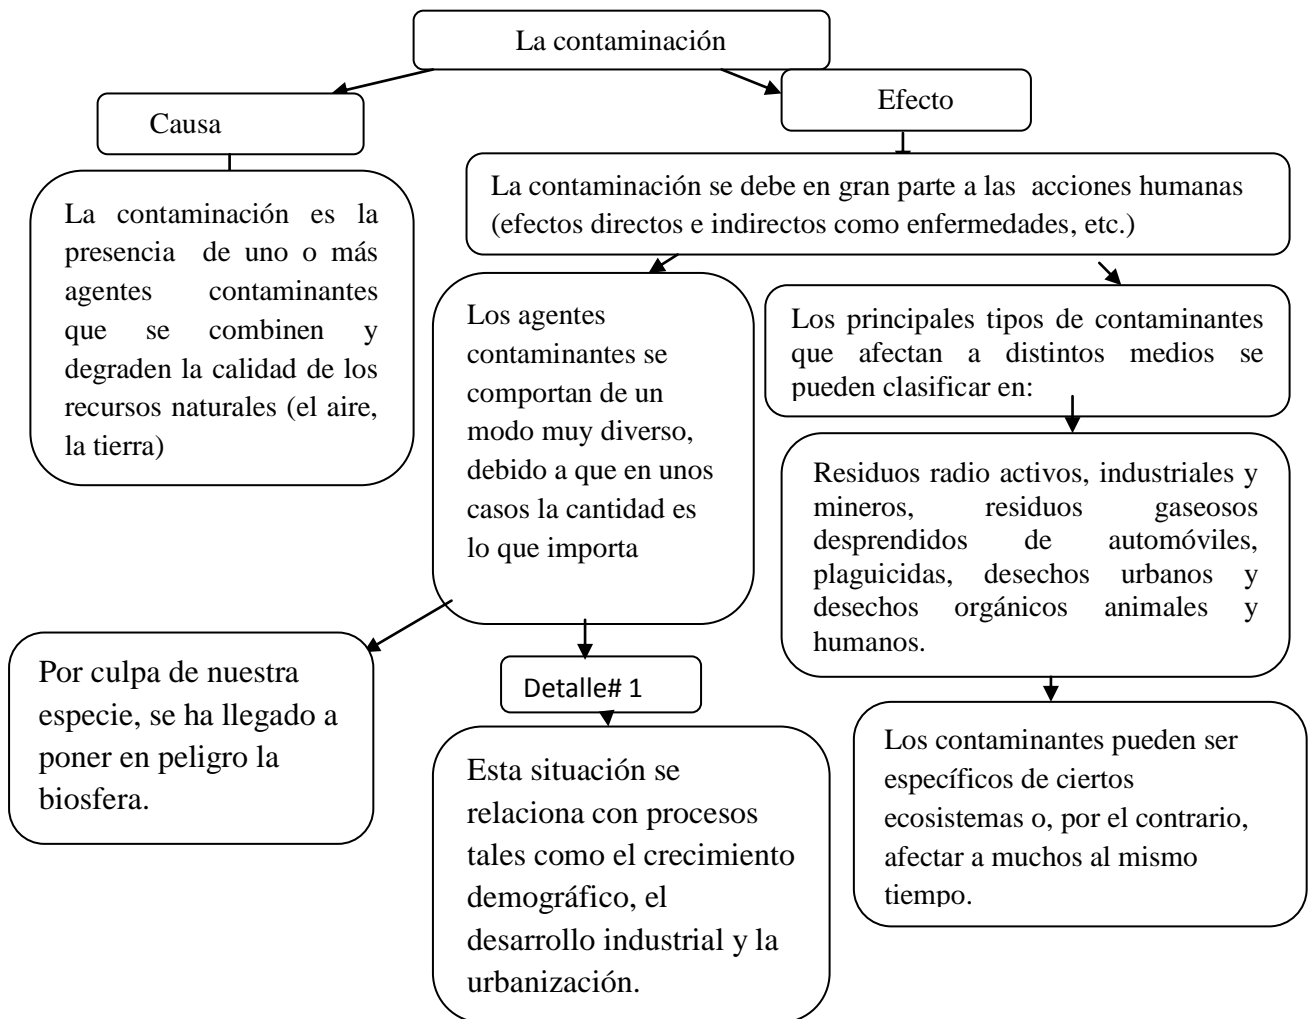 La contaminación
Causa
Efecto
La contaminación es la
presencia de uno o más
agentes contaminantes
que se combinen y
degraden la calidad de los
recursos naturales (el aire,
la tierra)
La contaminación se debe en gran parte a las acciones humanas
(efectos directos e indirectos como enfermedades, etc.)
Los agentes
contaminantes se
comportan de un
modo muy diverso,
debido a que en unos
casos la cantidad es
lo que importa
Los principales tipos de contaminantes
que afectan a distintos medios se
pueden clasificar en:
Residuos radio activos, industriales y
mineros, residuos gaseosos
desprendidos de automóviles,
plaguicidas, desechos urbanos y
desechos orgánicos animales y
humanos.
Por culpa de nuestra
especie, se ha llegado a
poner en peligro la
biosfera.
Detalle# 1
Esta situación se
relaciona con procesos
tales como el crecimiento
demográfico, el
desarrollo industrial y la
urbanización.
Los contaminantes pueden ser
específicos de ciertos
ecosistemas o, por el contrario,
afectar a muchos al mismo
tiempo.